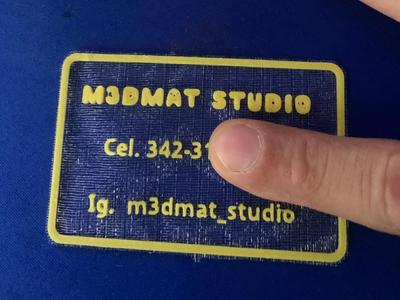 M3DMAT STUDIO
Cel. 342-31
Ig. m3dmat_studio